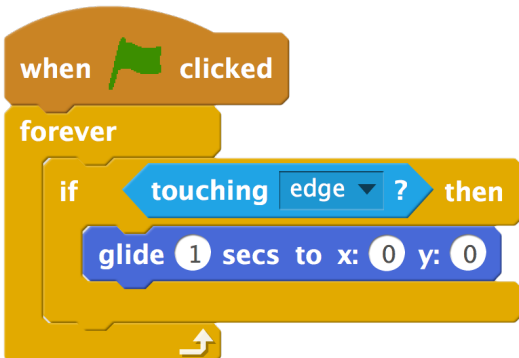 when clicked
forever
if touching edge ? then
glide 1 secs to x: 0 y: 0